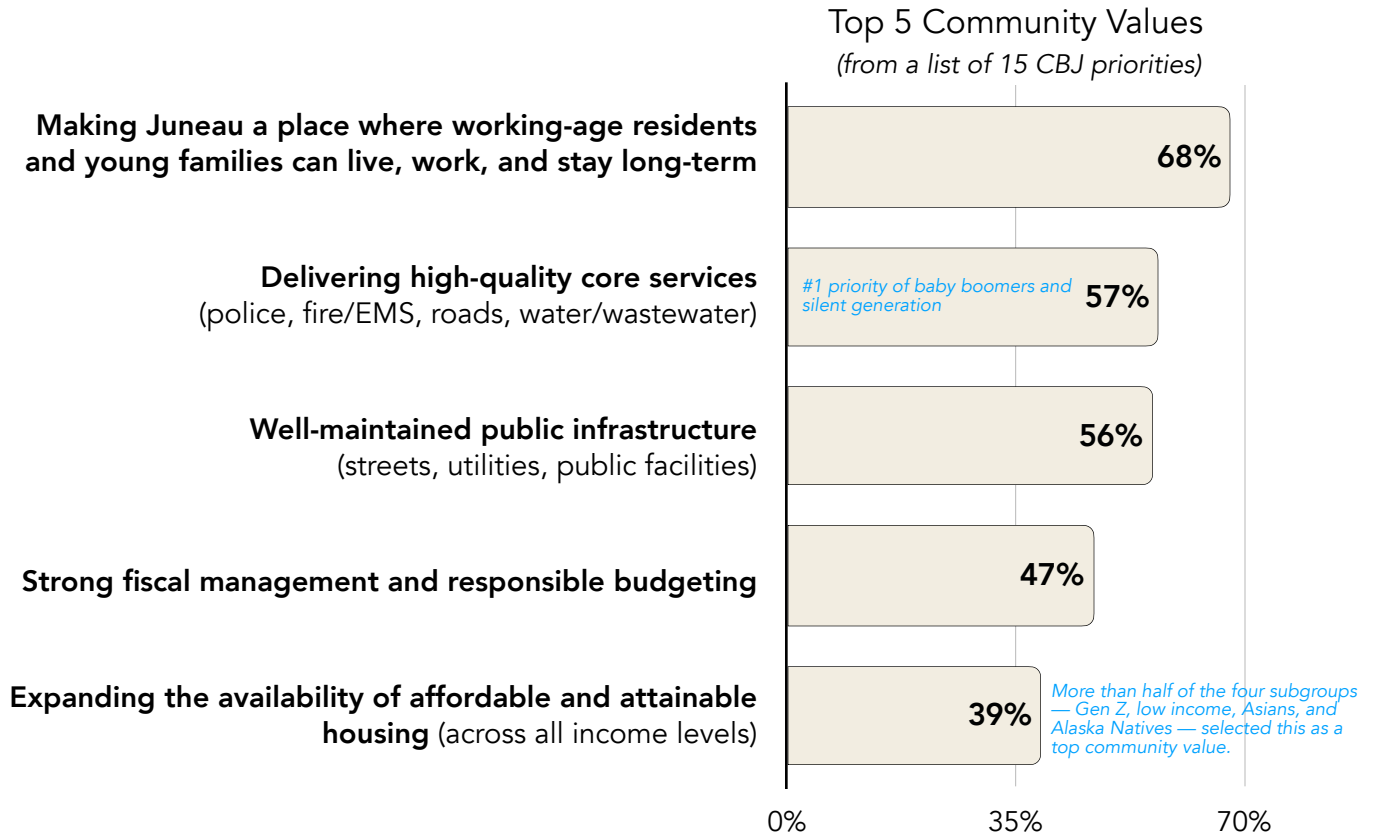 Top 5 Community Values
(from a list of 15 CBJ priorities)
Making Juneau a place where working-age residents
and young families can live, work, and stay long-term
68%
Delivering high-quality core services
(police, fire/EMS, roads, water/wastewater)
#1 priority of baby boomers and
silent generation
57%
Well-maintained public infrastructure
(streets, utilities, public facilities)
56%
Strong fiscal management and responsible budgeting
47%
Expanding the availability of affordable and attainable
housing (across all income levels)
39%
More than half of the four subgroups
— Gen Z, low income, Asians, and
Alaska Natives — selected this as a
top community value.
0% 35% 70%